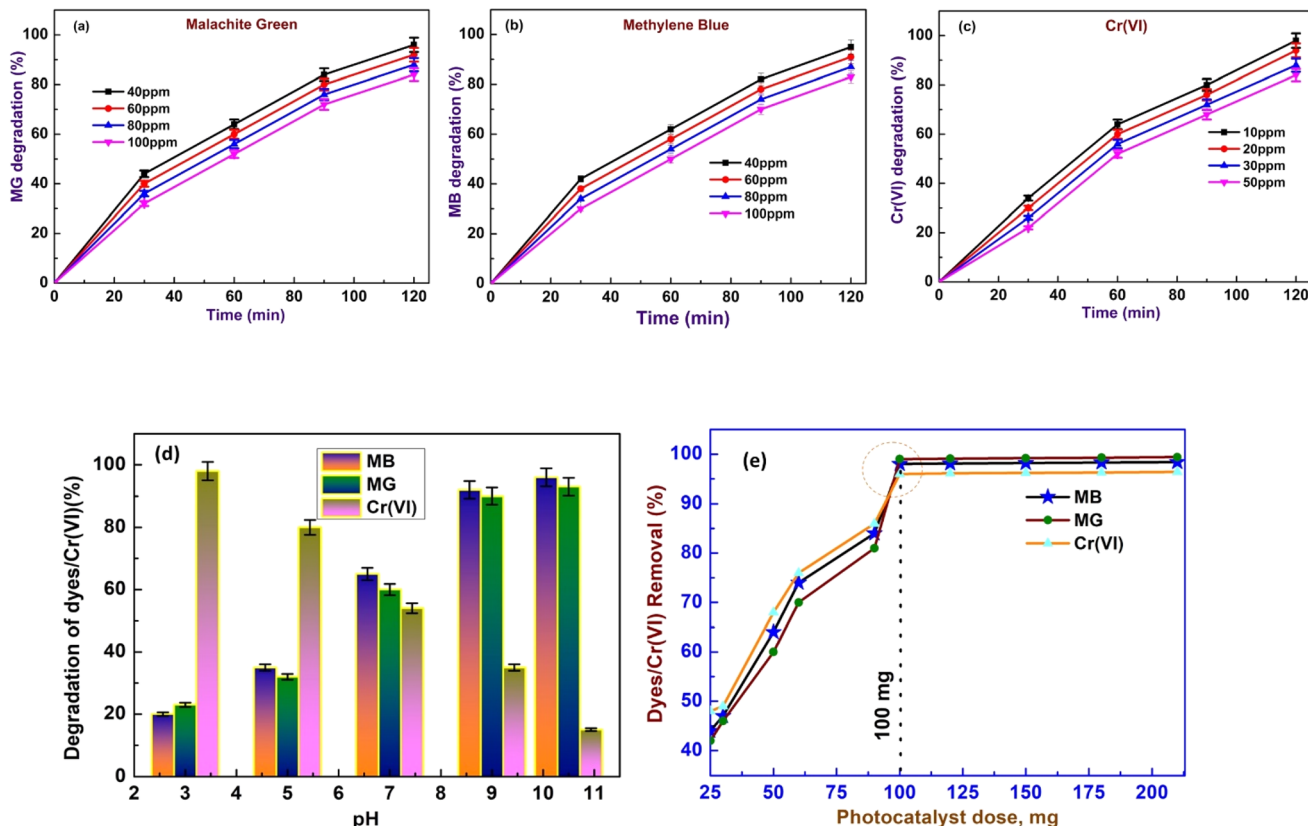 (a)
Malachite Green
MG degradation (%)
100
80
60
40
20
0
40ppm
60ppm
80ppm
100ppm
0 20 40 60 80 100 120
Time (min)
(b)
Methylene Blue
MB degradation (%)
100
80
60
40
20
0
40ppm
60ppm
80ppm
100ppm
0 20 40 60 80 100 120
Time (min)
(c)
Cr(VI)
Cr(VI) degradation (%)
100
80
60
40
20
0
10ppm
20ppm
30ppm
50ppm
0 20 40 60 80 100 120
Time (min)
(d)
Degradation of dyes/Cr(VI)(%)
100
80
60
40
20
0
MB
MG
Cr(VI)
2 3 4 5 6 7 8 9 10 11
pH
(e)
Dyes/Cr(VI) Removal (%)
100
90
80
70
60
50
40
MB
MG
Cr(VI)
100 mg
25 50 75 100 125 150 175 200
Photocatalyst dose, mg